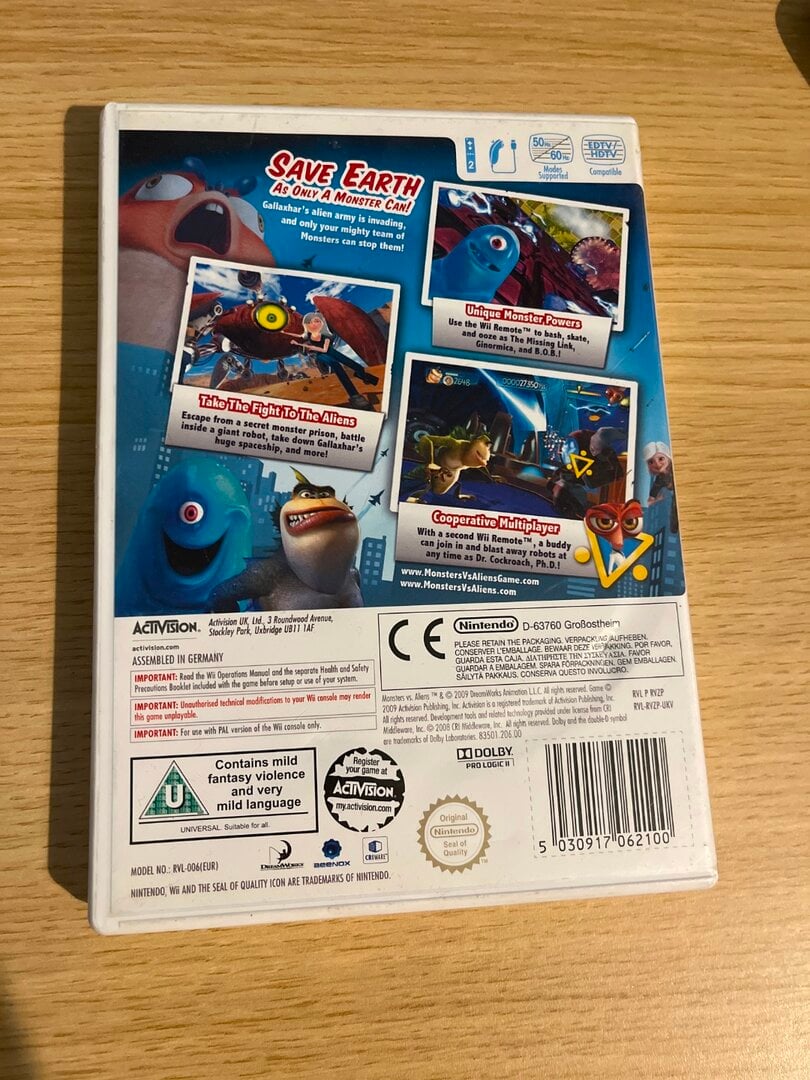 SAVE EARTH
AS ONLY A MONSTER CAN!
Gallaxhar's alien army is invading,
and only your mighty team of
Monsters can stop them!
2
50Hz
60Hz
Modes
Supported
EDTV/
HDTV
Compatible
Unique Monster Powers
Use the Wii Remote™ to bash, skate,
and ooze as The Missing Link,
Ginormica, and B.O.B.!
Take The Fight To The Aliens
Escape from a secret monster prison, battle
inside a giant robot, take down Gallaxhar's
huge spaceship, and more!
2648
Cooperative Multiplayer
With a second Wii Remote™, a buddy
can join in and blast away robots at
any time as Dr. Cockroach, Ph.D.!
www.MonstersVsAliensGame.com
www.MonstersVsAliens.com
ACTIVISION.
Activision UK, Ltd., 3 Roundwood Avenue,
Stockley Park, Uxbridge UB11 1AF
activision.com
ASSEMBLED IN GERMANY
IMPORTANT: Read the Wii Operations Manual and the separate Health and Safety
Precautions Booklet included with the game before setup or use of your system.
IMPORTANT: Unauthorised technical modifications to your Wii console may render
this game unplayable.
IMPORTANT: For use with PAL version of the Wii console only.
CE
Nintendo D-63760 Großostheim
PLEASE RETAIN THE PACKAGING. VERPACKUNG AUFHEBEN.
CONSERVER L'EMBALLAGE. BEWAAR DEZE VERPAKKING. POR FAVOR,
GUARDA ESTA CAJA. ΔΙΑΤΗΡΗΣΤΕ ΤΗΝ ΣΥΣΚΕΥΑΣΙΑ. FAVOR
GUARDAR A EMBALAGEM. SPARA FÖRPACKNINGEN. GEM EMBALLAGEN.
SÄILYTÄ PAKKAUS. CONSERVA QUESTO INVOLUCRO.
Monsters vs. Aliens ™ & © 2009 DreamWorks Animation L.L.C. All rights reserved. Game ©
2009 Activision Publishing, Inc. Activision is a registered trademark of Activision Publishing, Inc.
All rights reserved. Development tools and related technology provided under license from CRI
Middleware, Inc. © 2008 CRI Middleware, Inc. All rights reserved. Dolby and the double-D symbol
are trademarks of Dolby Laboratories. 83501.206.00
RVL P RVZP
RVL-RVZP-UKV
U
Contains mild
fantasy violence
and very
mild language
UNIVERSAL. Suitable for all.
Register
your game at
ACTIVISION.
my.activision.com
DOLBY
PRO LOGIC II
Original
Nintendo
Seal of
Quality
5 030917 062100
DREAMWORKS
BEENOX
CRIWARE
MODEL NO.: RVL-006(EUR)
NINTENDO, Wii AND THE SEAL OF QUALITY ICON ARE TRADEMARKS OF NINTENDO.